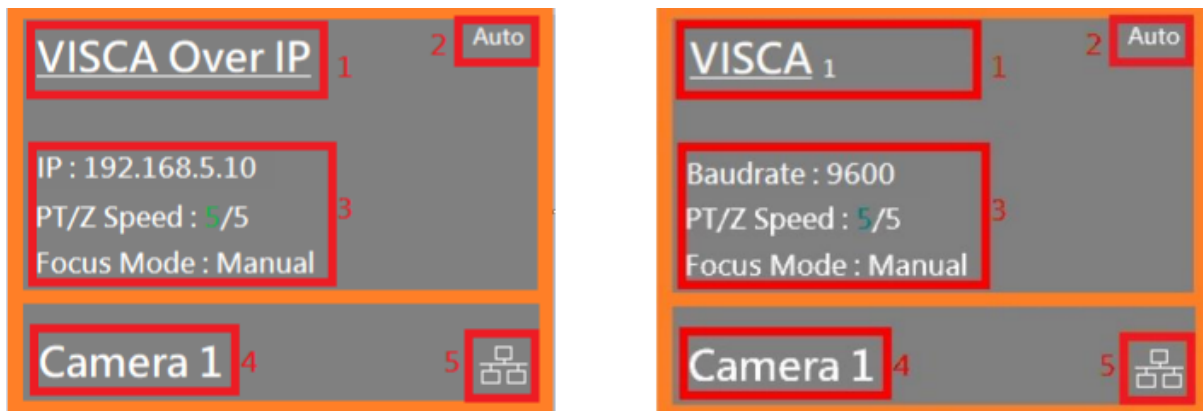 VISCA Over IP 1
2 Auto
IP : 192.168.5.10
PT/Z Speed : 5/5
3
Focus Mode : Manual
Camera 1 4
5
VISCA 1 1
2 Auto
Baudrate : 9600
PT/Z Speed : 5/5
3
Focus Mode : Manual
Camera 1 4
5